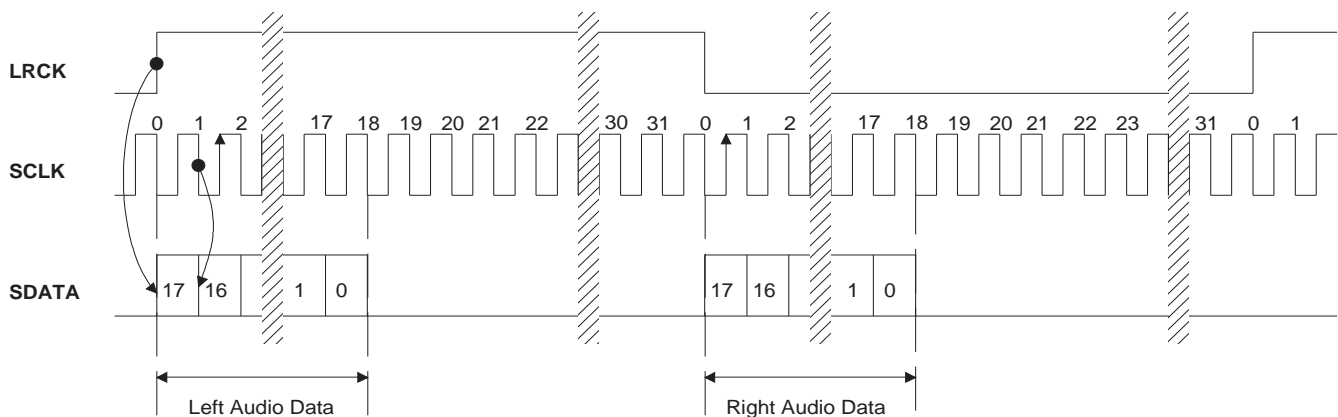 LRCK
0 1 2 17 18 19 20 21 22 30 31 0 1 2 17 18 19 20 21 22 23 31 0 1
SCLK
SDATA 17 16 1 0 17 16 1 0
Left Audio Data Right Audio Data